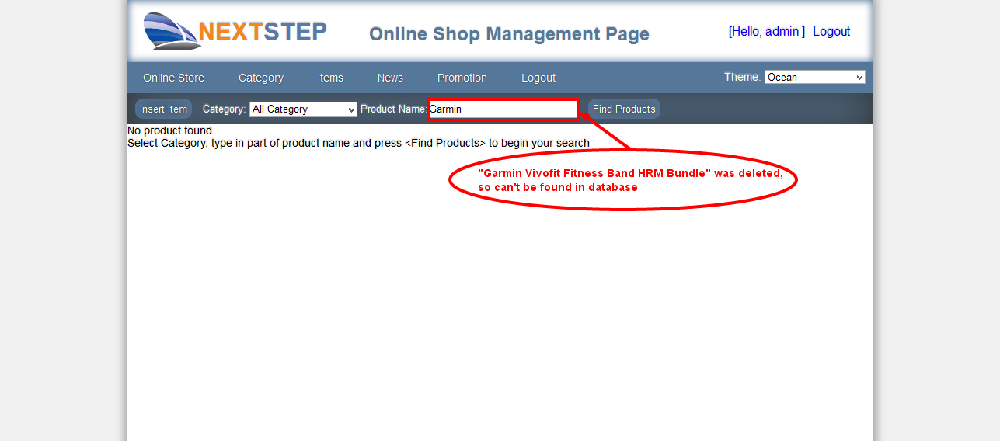 NEXTSTEP Online Shop Management Page [Hello, admin ] Logout
Online Store Category Items News Promotion Logout Theme: Ocean
Insert Item Category: All Category Product Name: Garmin Find Products
No product found.
Select Category, type in part of product name and press <Find Products> to begin your search
"Garmin Vivofit Fitness Band HRM Bundle" was deleted,
so can't be found in database